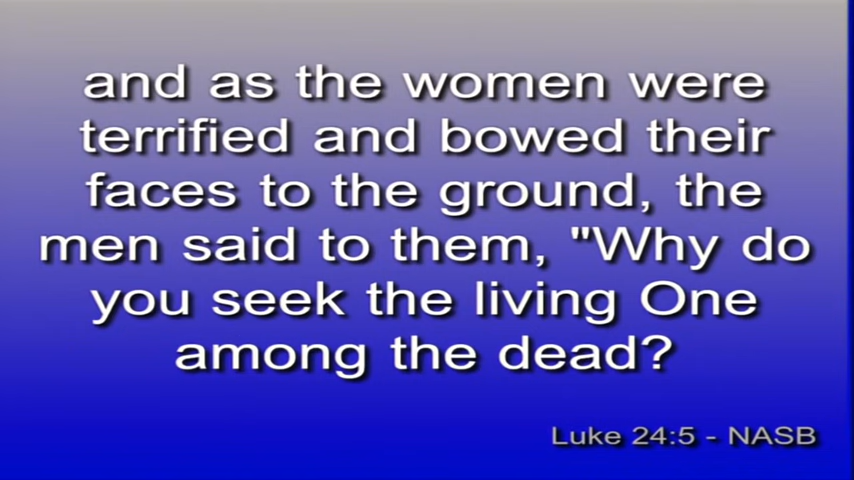 and as the women were
terrified and bowed their
faces to the ground, the
men said to them, "Why do
you seek the living One
among the dead?
Luke 24:5 - NASB